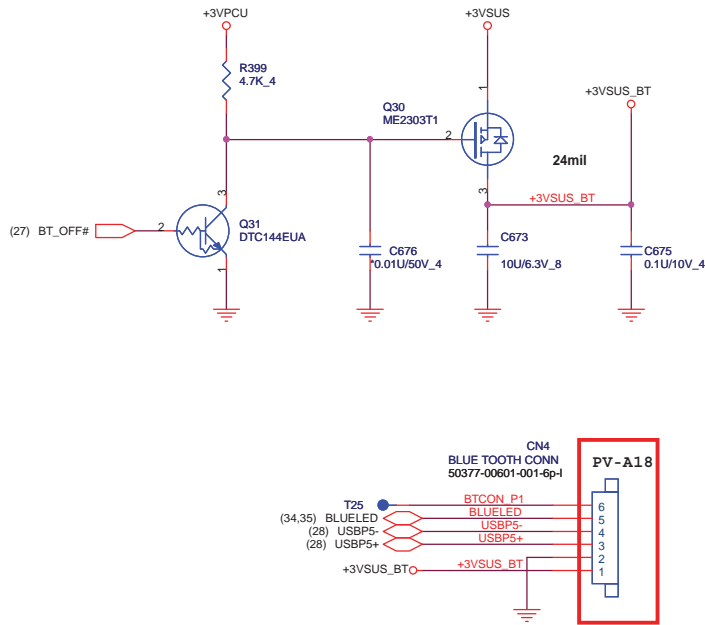 +3VPCU
+3VSUS
R399
4.7K_4
+3VSUS_BT
Q30
ME2303T1
1
2
24mil
3
3
+3VSUS_BT
(27) BT_OFF#
2
Q31
DTC144EUA
1
C676
*0.01U/50V_4
C673
10U/6.3V_8
C675
0.1U/10V_4
CN4
BLUE TOOTH CONN
50377-00601-001-6p-l
PV-A18
T25
BTCON_P1
6
(34,35) BLUELED
BLUELED
5
(28) USBP5-
USBP5-
4
(28) USBP5+
USBP5+
3
2
+3VSUS_BT
+3VSUS_BT
1